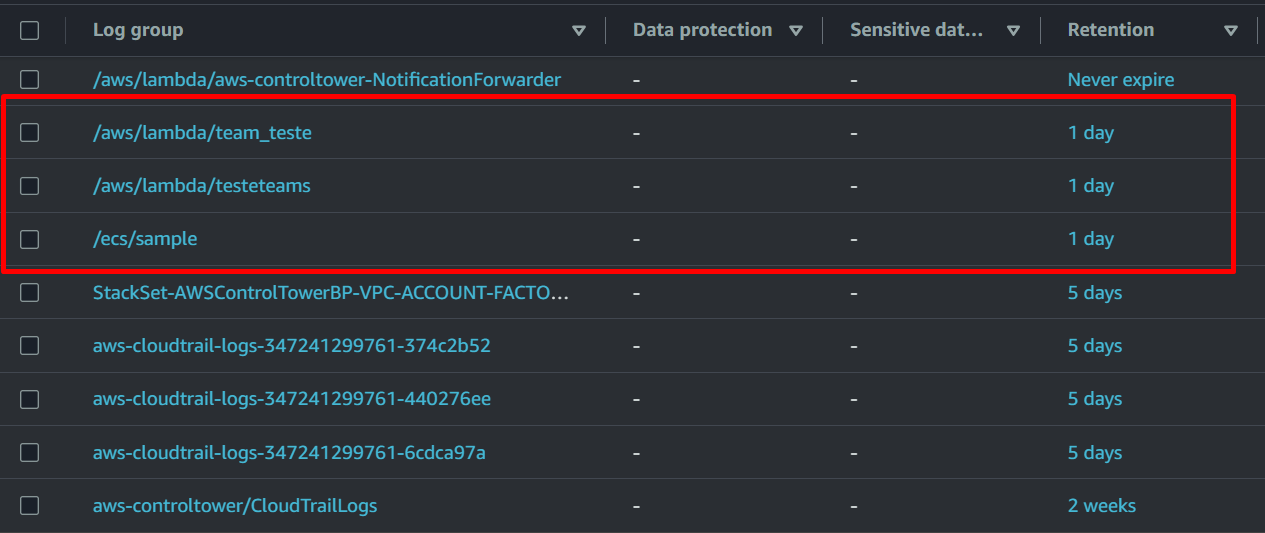 Log group Data protection Sensitive dat... Retention
/aws/lambda/aws-controltower-NotificationForwarder - - Never expire
/aws/lambda/team_teste - - 1 day
/aws/lambda/testeteams - - 1 day
/ecs/sample - - 1 day
StackSet-AWSControlTowerBP-VPC-ACCOUNT-FACTO... - - 5 days
aws-cloudtrail-logs-347241299761-374c2b52 - - 5 days
aws-cloudtrail-logs-347241299761-440276ee - - 5 days
aws-cloudtrail-logs-347241299761-6cdca97a - - 5 days
aws-controltower/CloudTrailLogs - - 2 weeks